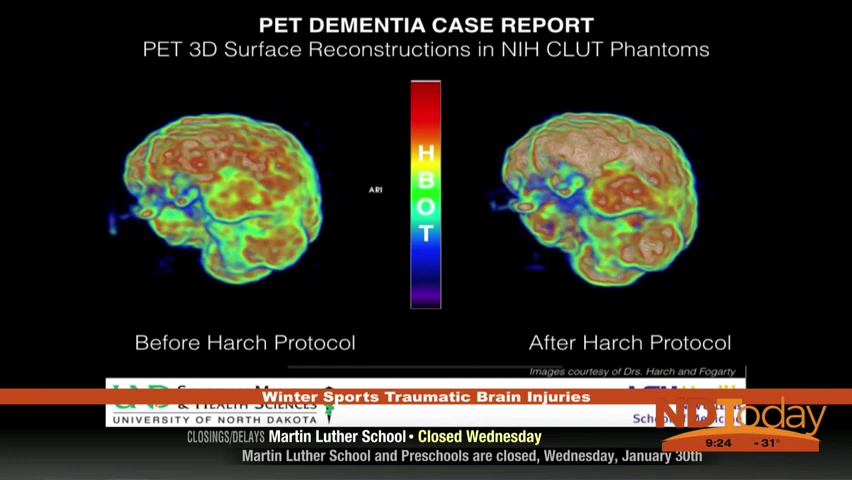 PET DEMENTIA CASE REPORT
PET 3D Surface Reconstructions in NIH CLUT Phantoms
ARI
HBOT
Before Harch Protocol
After Harch Protocol
Images courtesy of Drs. Harch and Fogarty
UND
& Health Sciences
University of North Dakota
Winter Sports Traumatic Brain Injuries
NDToday
9:24 -31°
CLOSINGS/DELAYS Martin Luther School • Closed Wednesday
Martin Luther School and Preschools are closed, Wednesday, January 30th